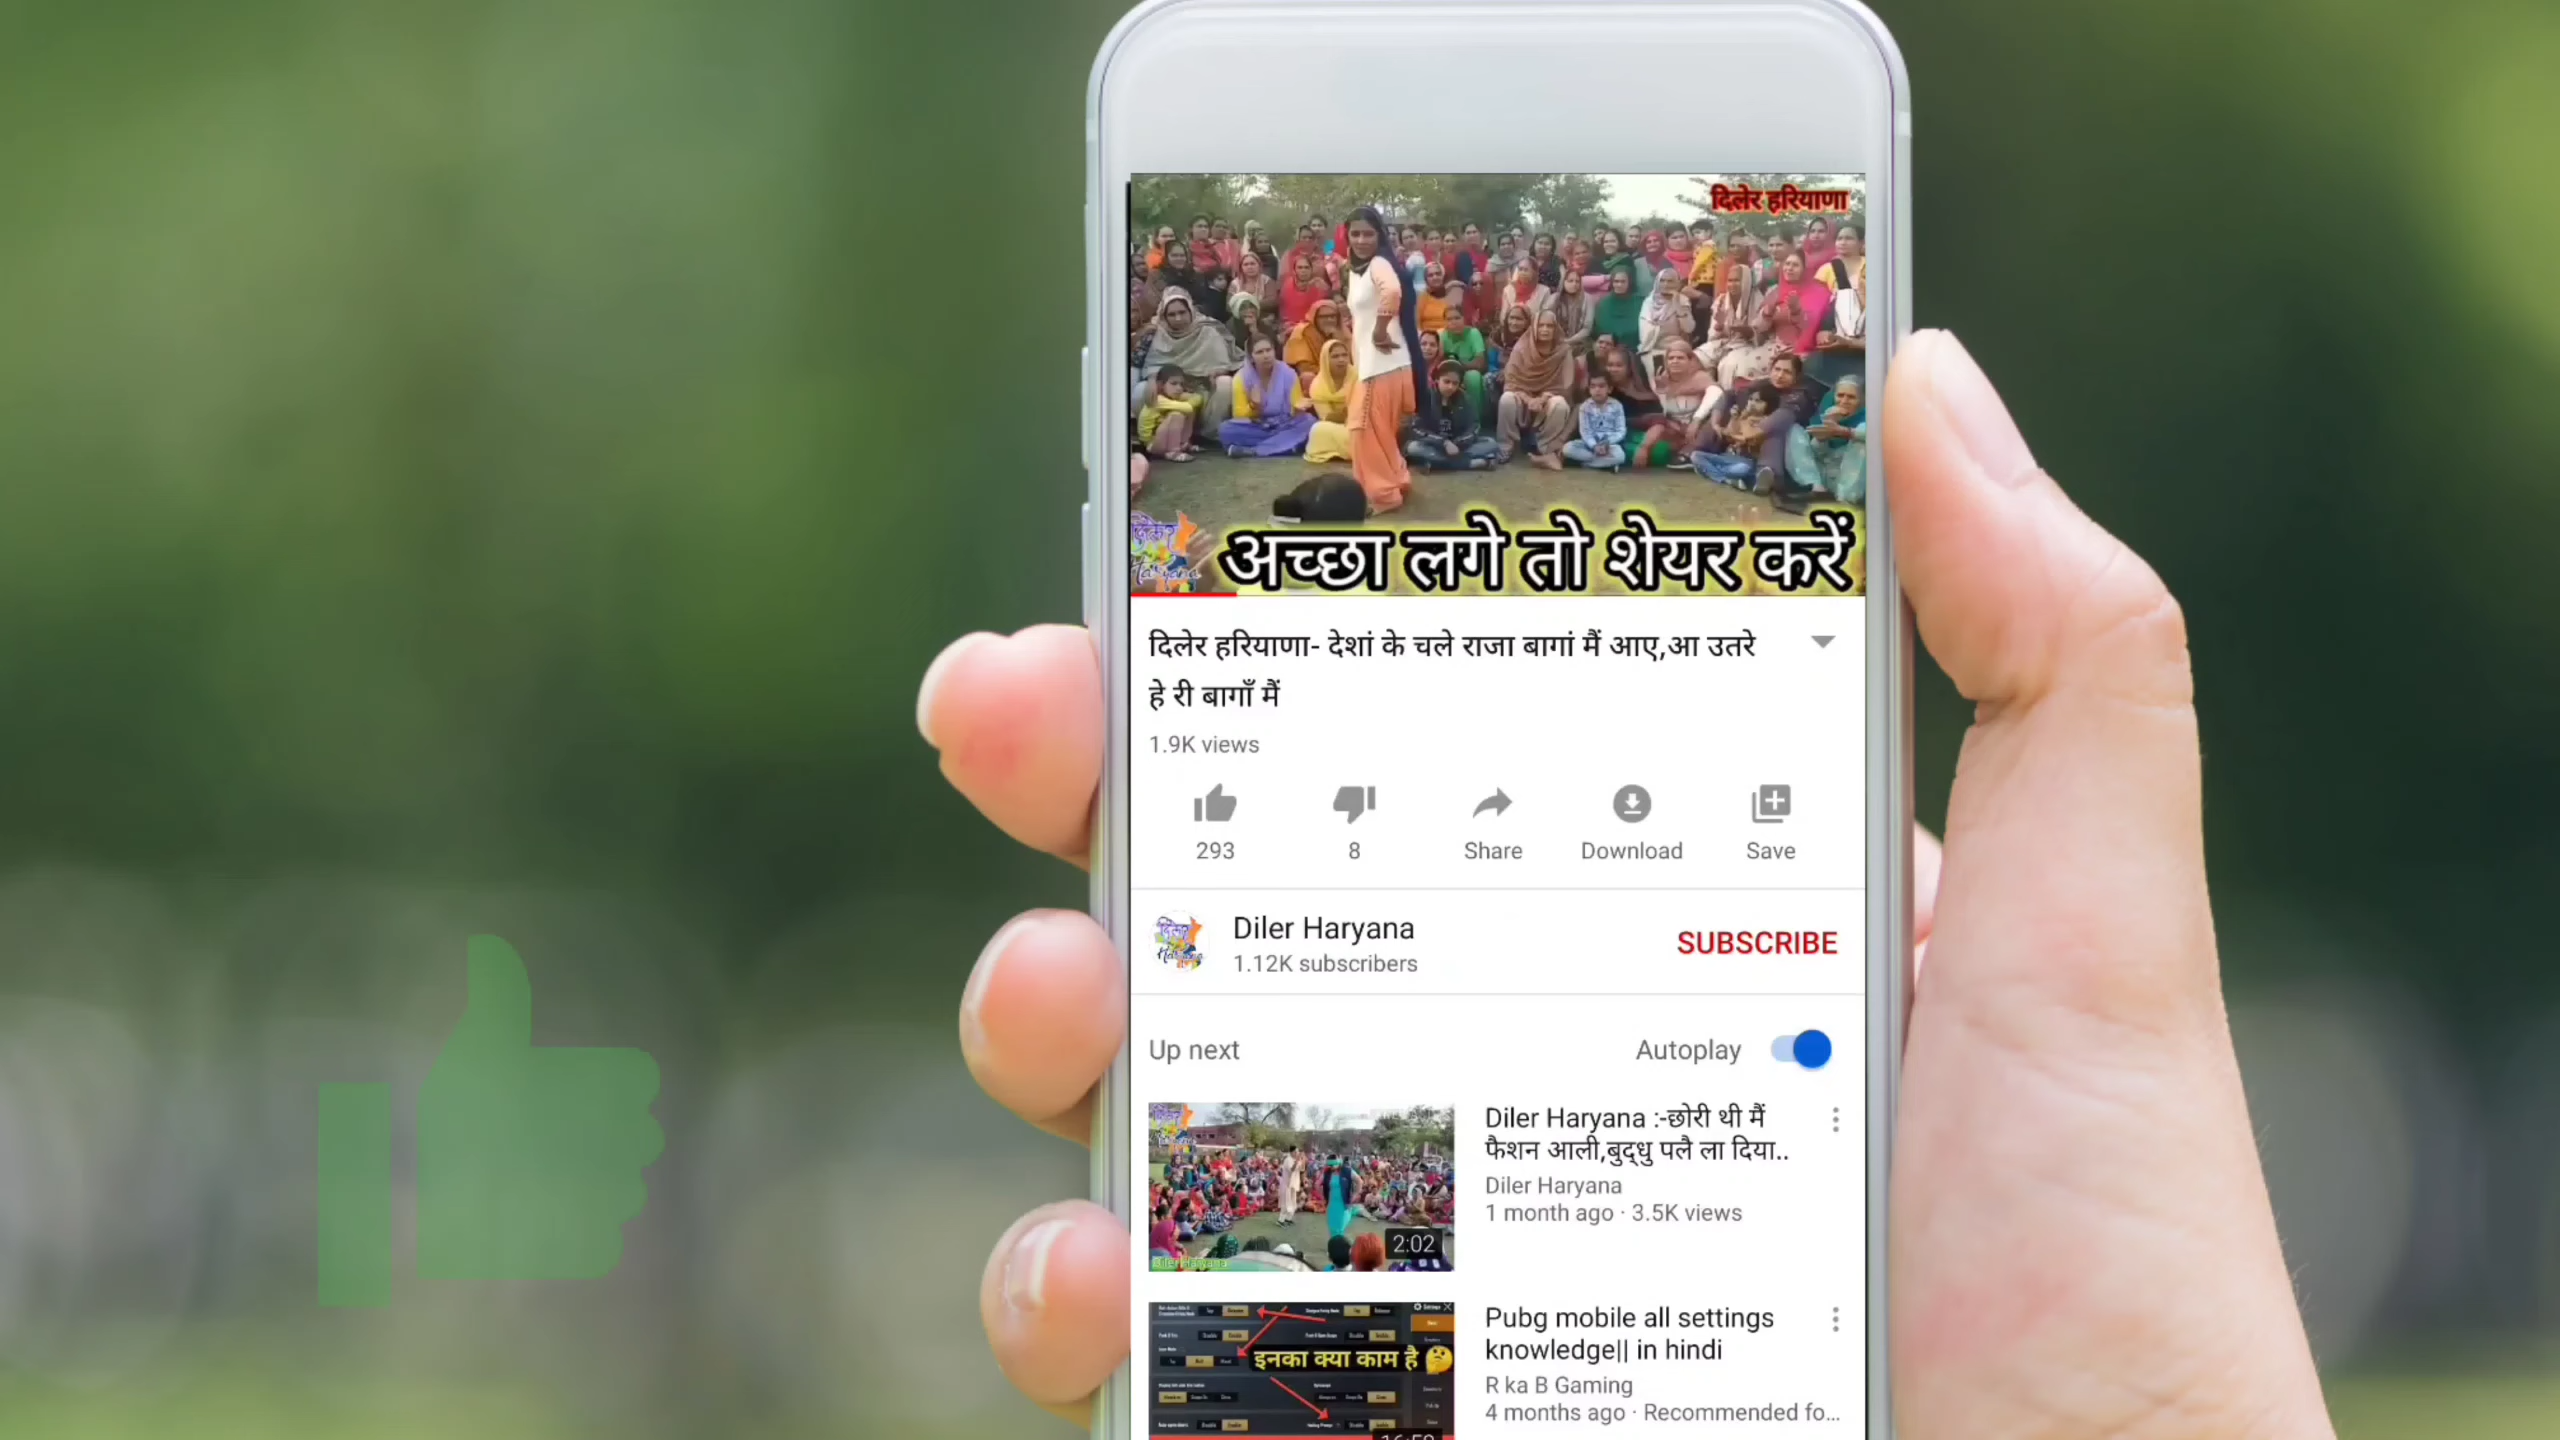 दिलेर हरियाणा
अच्छा लगे तो शेयर करें
दिलेर हरियाणा- देशां के चले राजा बागां मैं आए,आ उतरे
हे री बागाँ मैं
1.9K views
293
8
Share
Download
Save
Diler Haryana
1.12K subscribers
SUBSCRIBE
Up next
Autoplay
Diler Haryana :-छोरी थी मैं
फैशन आली,बुद्धु पलै ला दिया..
Diler Haryana
1 month ago · 3.5K views
2:02
Diler Haryana
Pubg mobile all settings
knowledge|| in hindi
R ka B Gaming
4 months ago · Recommended fo...
इनका क्या काम है